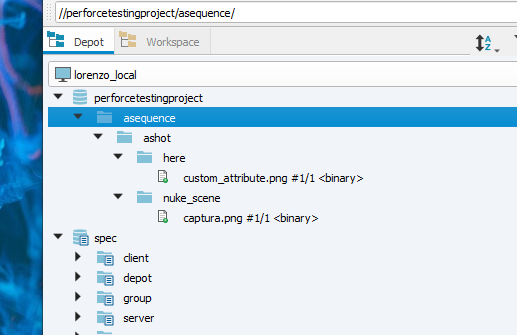 //perforcetestingproject/asequence/
Depot Workspace
lorenzo_local
perforcetestingproject
asequence
ashot
here
custom_attribute.png #1/1 <binary>
nuke_scene
captura.png #1/1 <binary>
spec
client
depot
group
server